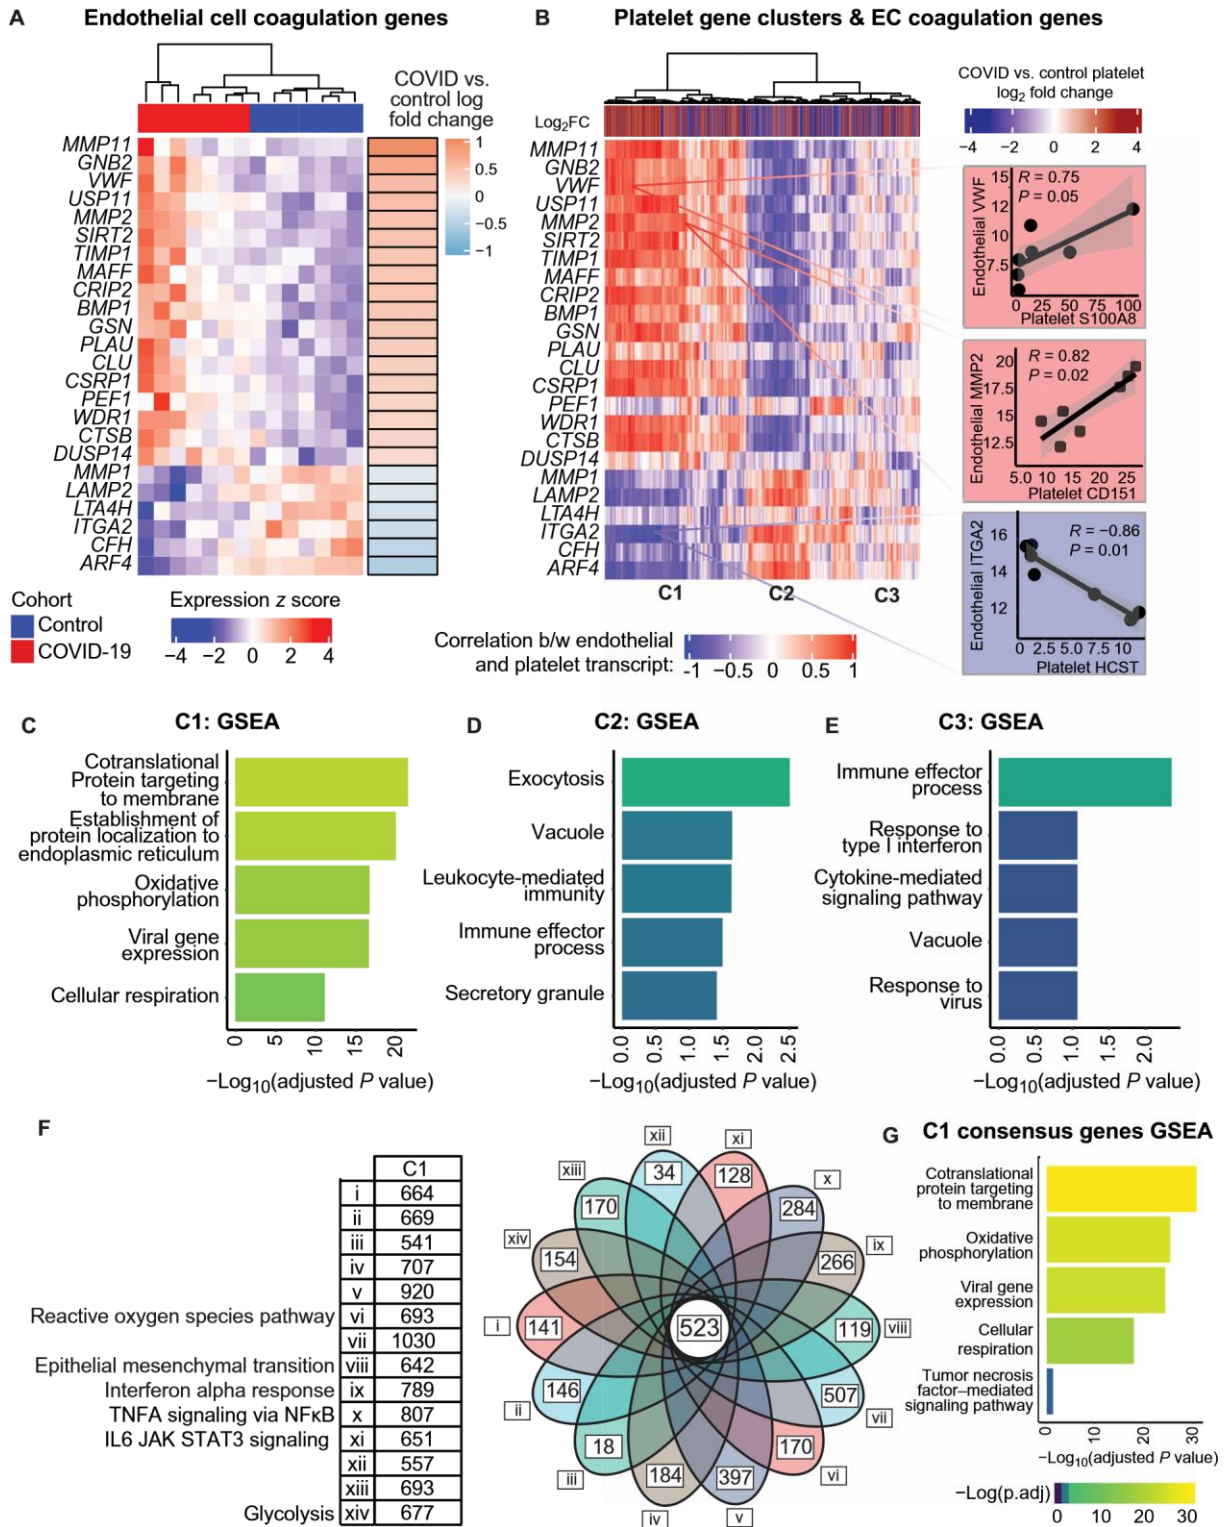 A
Endothelial cell coagulation genes
COVID vs.
control log
fold change
1
0.5
0
−0.5
−1
MMP11
GNB2
VWF
USP11
MMP2
SIRT2
TIMP1
MAFF
CRIP2
BMP1
GSN
PLAU
CLU
CSRP1
PEF1
WDR1
CTSB
DUSP14
MMP1
LAMP2
LTA4H
ITGA2
CFH
ARF4
Cohort
Control
COVID-19
Expression z score
−4 −2 0 2 4
B
Platelet gene clusters & EC coagulation genes
COVID vs. control platelet
log2 fold change
−4 −2 0 2 4
Log2FC
MMP11
GNB2
VWF
USP11
MMP2
SIRT2
TIMP1
MAFF
CRIP2
BMP1
GSN
PLAU
CLU
CSRP1
PEF1
WDR1
CTSB
DUSP14
MMP1
LAMP2
LTA4H
ITGA2
CFH
ARF4
C1 C2 C3
Correlation b/w endothelial
and platelet transcript:
−1 −0.5 0 0.5 1
Endothelial VWF
15
12
10
7.5
R = 0.75
P = 0.05
0 25 50 75 100
Platelet S100A8
Endothelial MMP2
20
17.5
15
12.5
R = 0.82
P = 0.02
5.0 10 15 20 25
Platelet CD151
Endothelial ITGA2
16
14
12
R = −0.86
P = 0.01
0 2.5 5.0 7.5 10
Platelet HCST
C
C1: GSEA
Cotranslational
Protein targeting
to membrane
Establishment of
protein localization to
endoplasmic reticulum
Oxidative
phosphorylation
Viral gene
expression
Cellular respiration
0 5 10 15 20
−Log10(adjusted P value)
D
C2: GSEA
Exocytosis
Vacuole
Leukocyte-mediated
immunity
Immune effector
process
Secretory granule
0.0 0.5 1.0 1.5 2.0 2.5
−Log10(adjusted P value)
E
C3: GSEA
Immune effector
process
Response to
type I interferon
Cytokine-mediated
signaling pathway
Vacuole
Response to
virus
0.0 0.5 1.0 1.5 2.0
−Log10(adjusted P value)
F
C1
i 664
ii 669
iii 541
iv 707
v 920
Reactive oxygen species pathway vi 693
vii 1030
Epithelial mesenchymal transition viii 642
Interferon alpha response ix 789
TNFA signaling via NFκB x 807
IL6 JAK STAT3 signaling xi 651
xii 557
xiii 693
Glycolysis xiv 677
xii
xi
xiii
34
128
x
170
284
xiv
ix
154
266
i
141
523
119
viii
146
507
ii
vii
18
170
iii
184
397
vi
iv
v
G
C1 consensus genes GSEA
Cotranslational
protein targeting
to membrane
Oxidative
phosphorylation
Viral gene
expression
Cellular
respiration
Tumor necrosis
factor–mediated
signaling pathway
0 10 20 30
−Log10(adjusted P value)
−Log(p.adj)
0 10 20 30